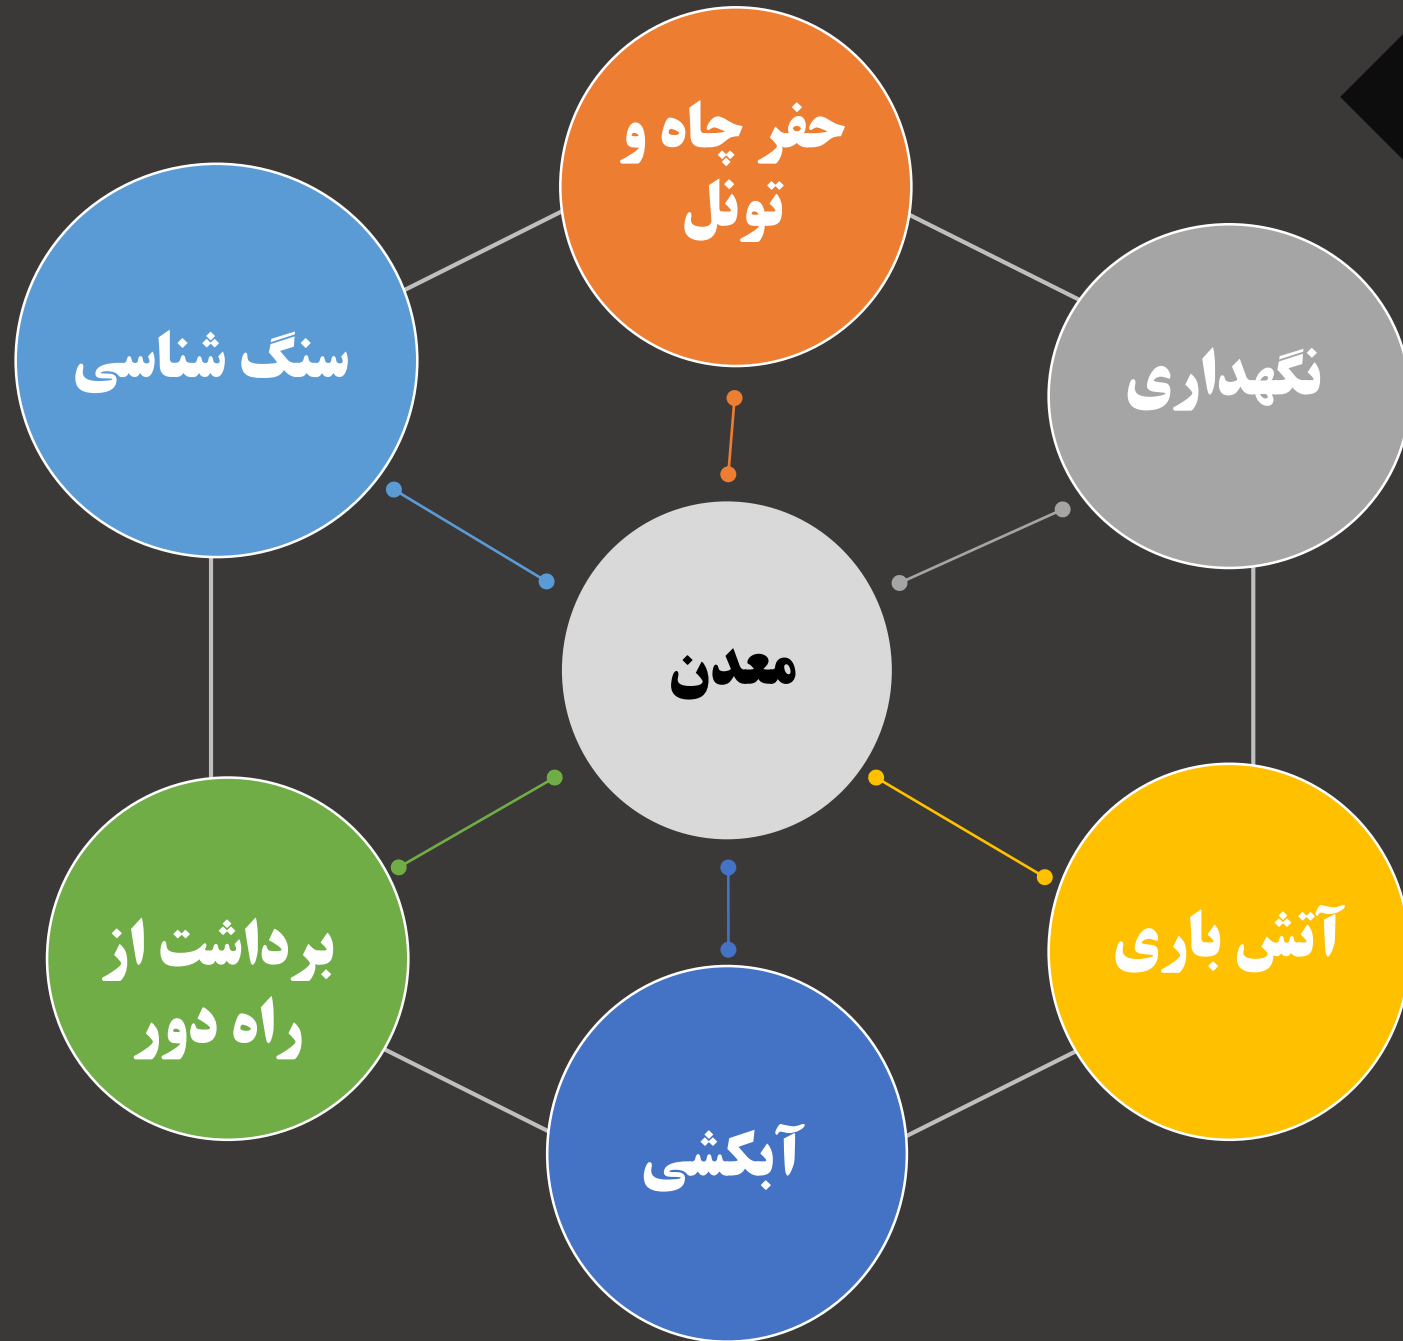 حفر چاه و
تونل
نگهداری
سنگ شناسی
معدن
آتش باری
برداشت از
راه دور
آبکشی